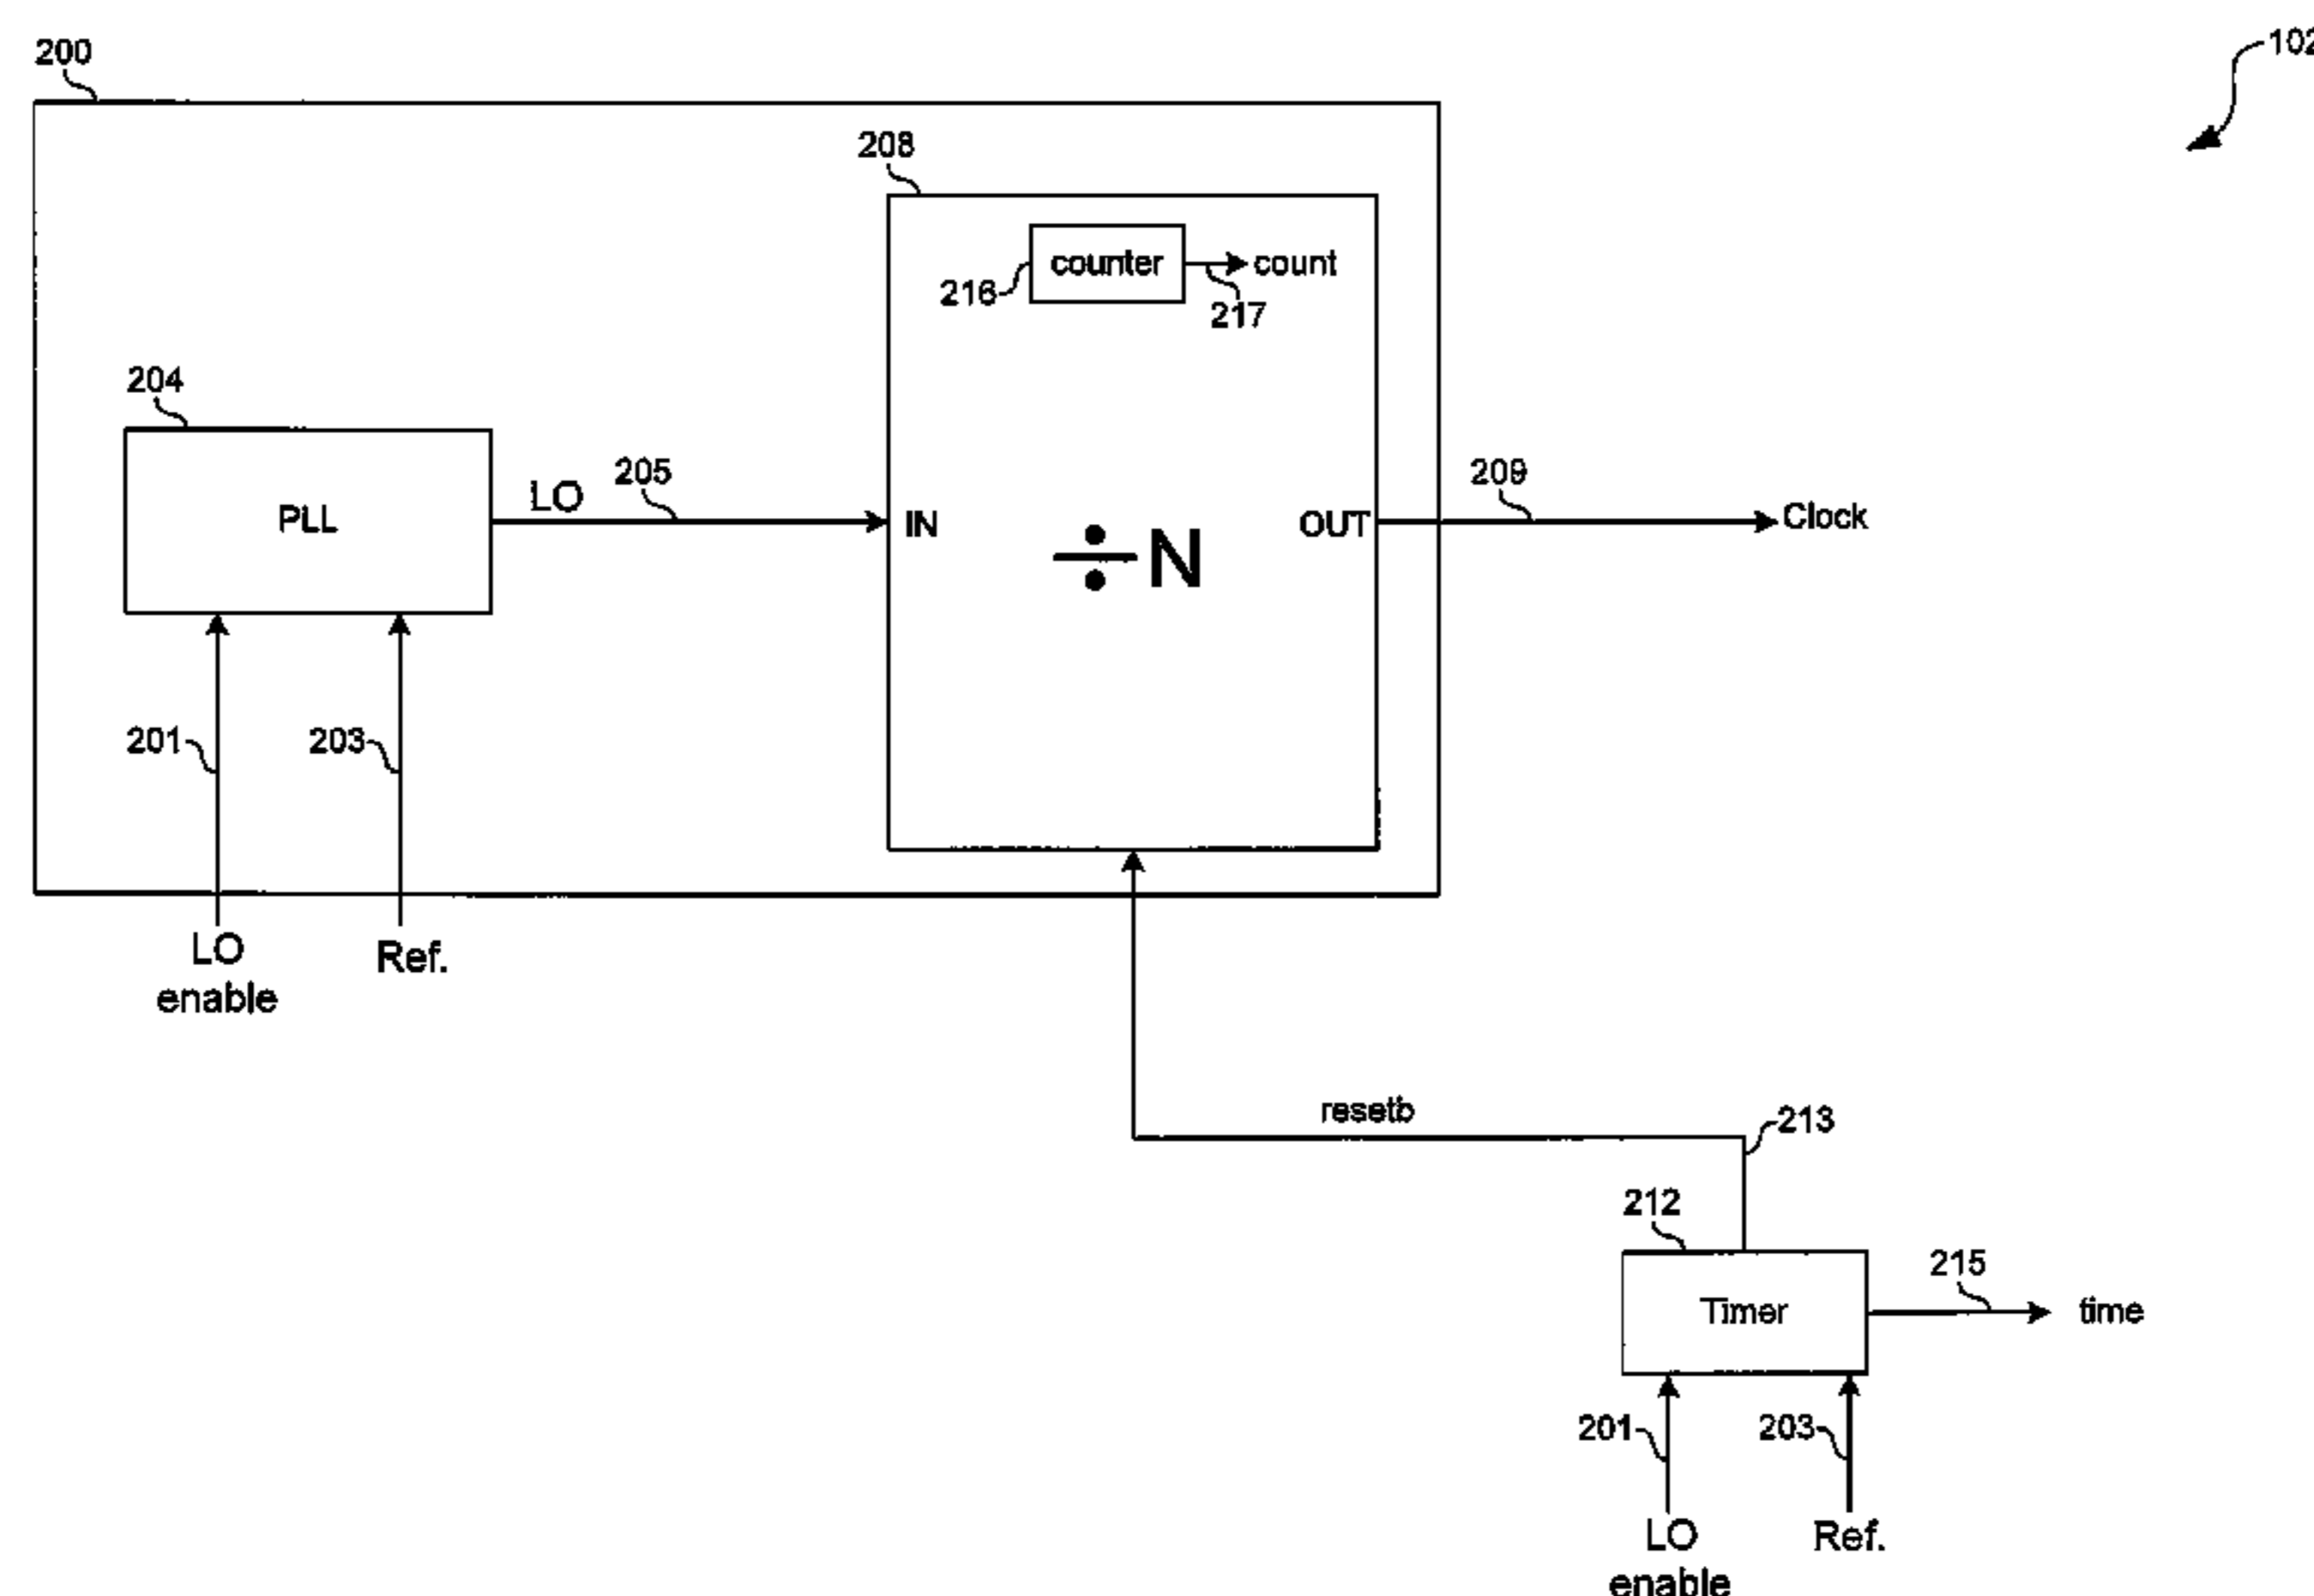 200
102
208
counter
count
216
217
204
PLL
LO
205
IN
÷N
OUT
209
Clock
201
203
LO
enable
Ref.
resetb
213
212
Timer
215
time
201
203
LO
enable
Ref.